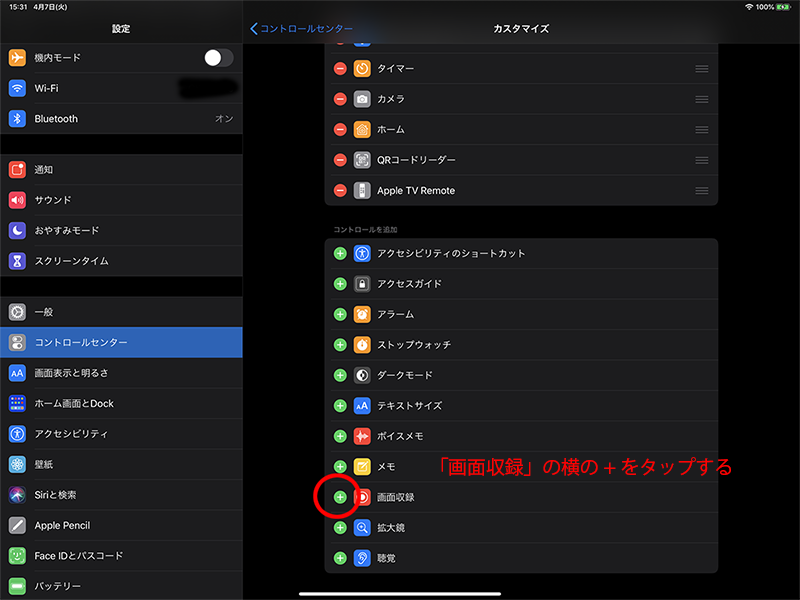 15:31 4月7日(火)
100%
設定
機内モード
Wi-Fi
Bluetooth
オン
通知
サウンド
おやすみモード
スクリーンタイム
一般
コントロールセンター
画面表示と明るさ
ホーム画面とDock
アクセシビリティ
壁紙
Siriと検索
Apple Pencil
Face IDとパスコード
バッテリー
コントロールセンター
カスタマイズ
タイマー
カメラ
ホーム
QRコードリーダー
Apple TV Remote
コントロールを追加
アクセシビリティのショートカット
アクセスガイド
アラーム
ストップウォッチ
ダークモード
テキストサイズ
ボイスメモ
メモ
「画面収録」の横の + をタップする
画面収録
拡大鏡
聴覚